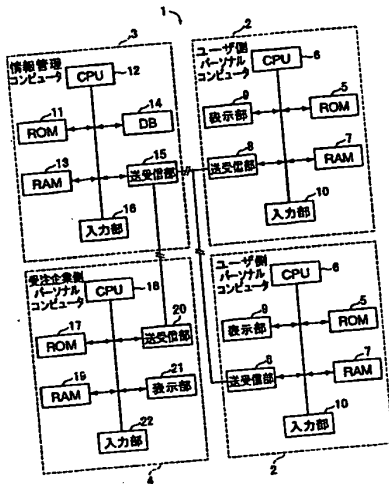 1
3
情報管理
コンピュータ
CPU
12
11
ROM
14
DB
13
RAM
15
送受信部
16
入力部
2
ユーザ側
パーソナル
コンピュータ
CPU
6
9
表示部
5
ROM
8
送受信部
7
RAM
10
入力部
受注企業側
パーソナル
コンピュータ
CPU
18
17
ROM
20
送受信部
19
RAM
21
表示部
22
入力部
4
ユーザ側
パーソナル
コンピュータ
CPU
6
9
表示部
5
ROM
8
送受信部
7
RAM
10
入力部
2